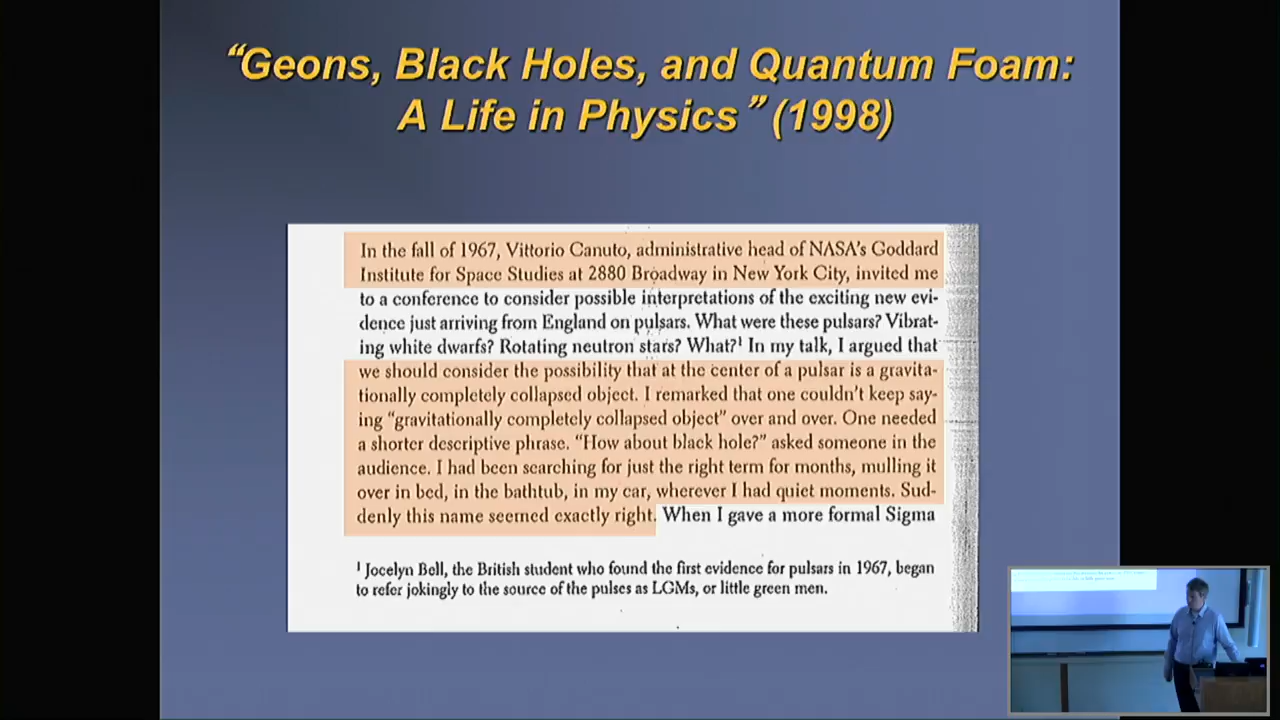 “Geons, Black Holes, and Quantum Foam:
A Life in Physics” (1998)
In the fall of 1967, Vittorio Canuto, administrative head of NASA’s Goddard
Institute for Space Studies at 2880 Broadway in New York City, invited me
to a conference to consider possible interpretations of the exciting new evi-
dence just arriving from England on pulsars. What were these pulsars? Vibrat-
ing white dwarfs? Rotating neutron stars? What?¹ In my talk, I argued that
we should consider the possibility that at the center of a pulsar is a gravita-
tionally completely collapsed object. I remarked that one couldn’t keep say-
ing “gravitationally completely collapsed object” over and over. One needed
a shorter descriptive phrase. “How about black hole?” asked someone in the
audience. I had been searching for just the right term for months, mulling it
over in bed, in the bathtub, in my car, wherever I had quiet moments. Sud-
denly this name seemed exactly right. When I gave a more formal Sigma
¹ Jocelyn Bell, the British student who found the first evidence for pulsars in 1967, began
to refer jokingly to the source of the pulses as LGMs, or little green men.